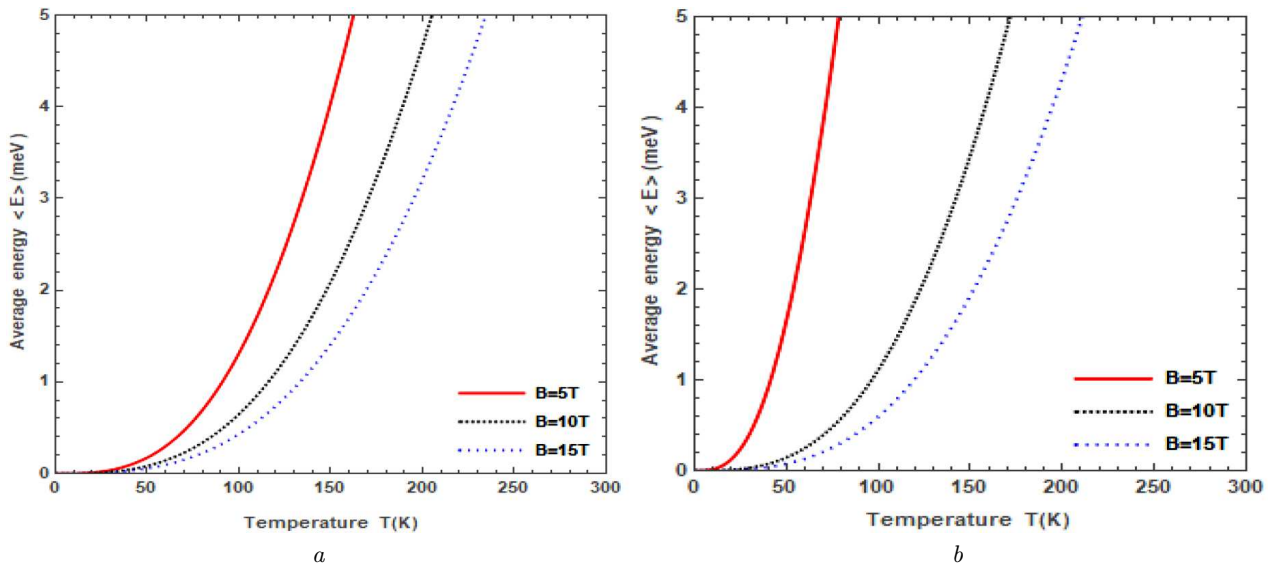 5
4
3
2
1
0
Average energy <E> (meV)
B=5T
B=10T
B=15T
0 50 100 150 200 250 300
Temperature T(K)
a
5
4
3
2
1
0
Average energy <E> (meV)
B=5T
B=10T
B=15T
0 50 100 150 200 250 300
Temperature T(K)
b